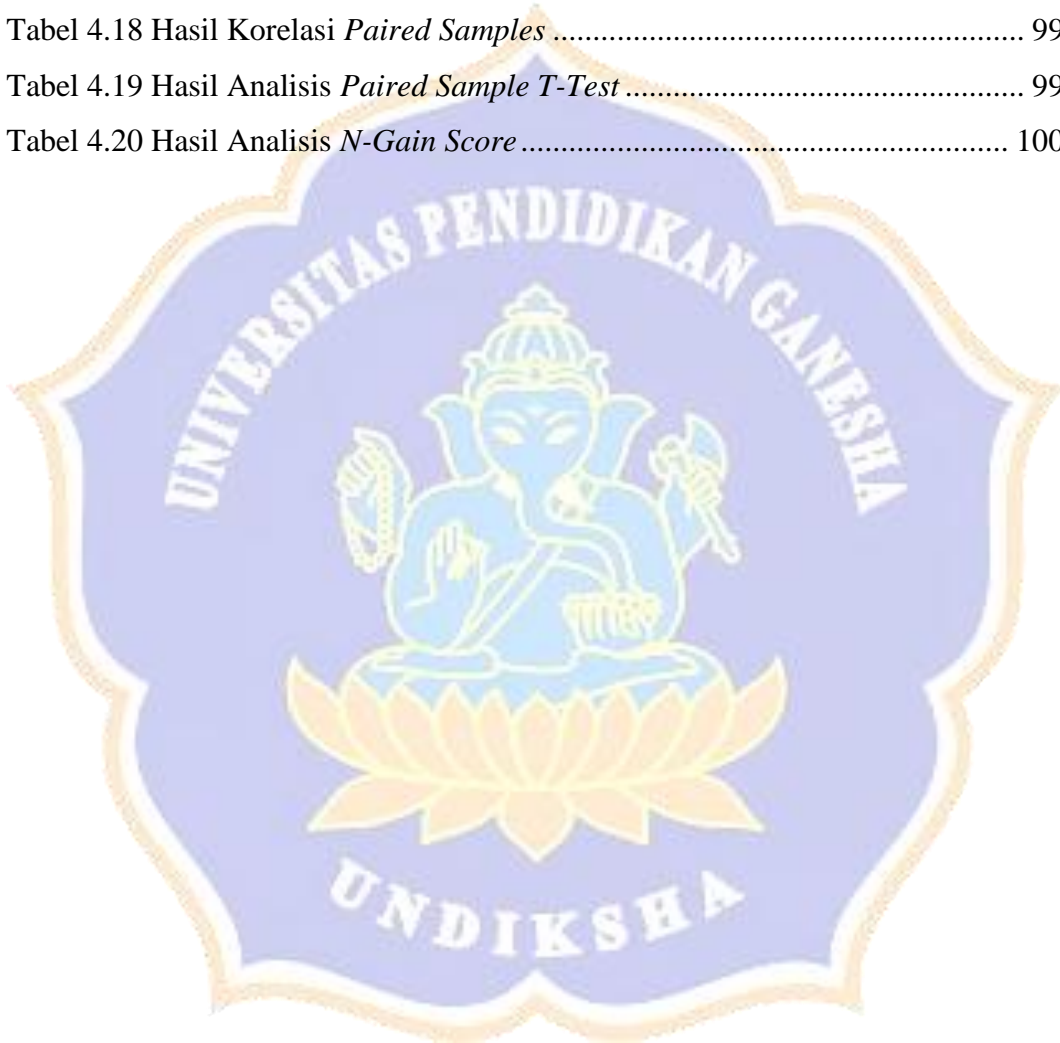 Tabel 4.18 Hasil Korelasi Paired Samples ..................................................................... 99
Tabel 4.19 Hasil Analisis Paired Sample T-Test ........................................................... 99
Tabel 4.20 Hasil Analisis N-Gain Score ....................................................................... 100
UNIVERSITAS PENDIDIKAN GANESHA
UNDIKSHA